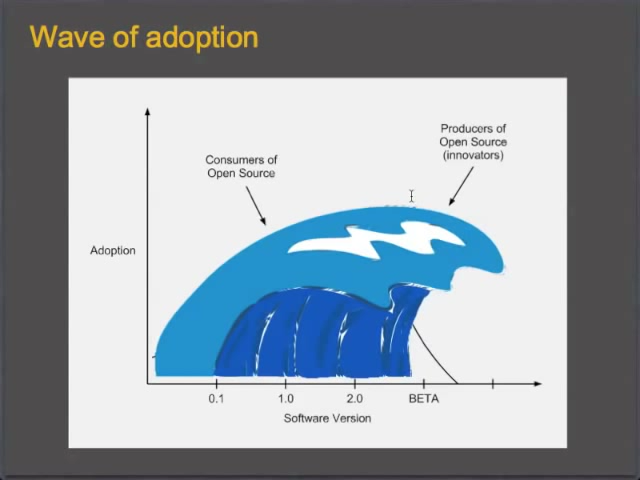 Wave of adoption
Producers of
Open Source
(innovators)
Consumers of
Open Source
Adoption
0.1
1.0
2.0
BETA
Software Version